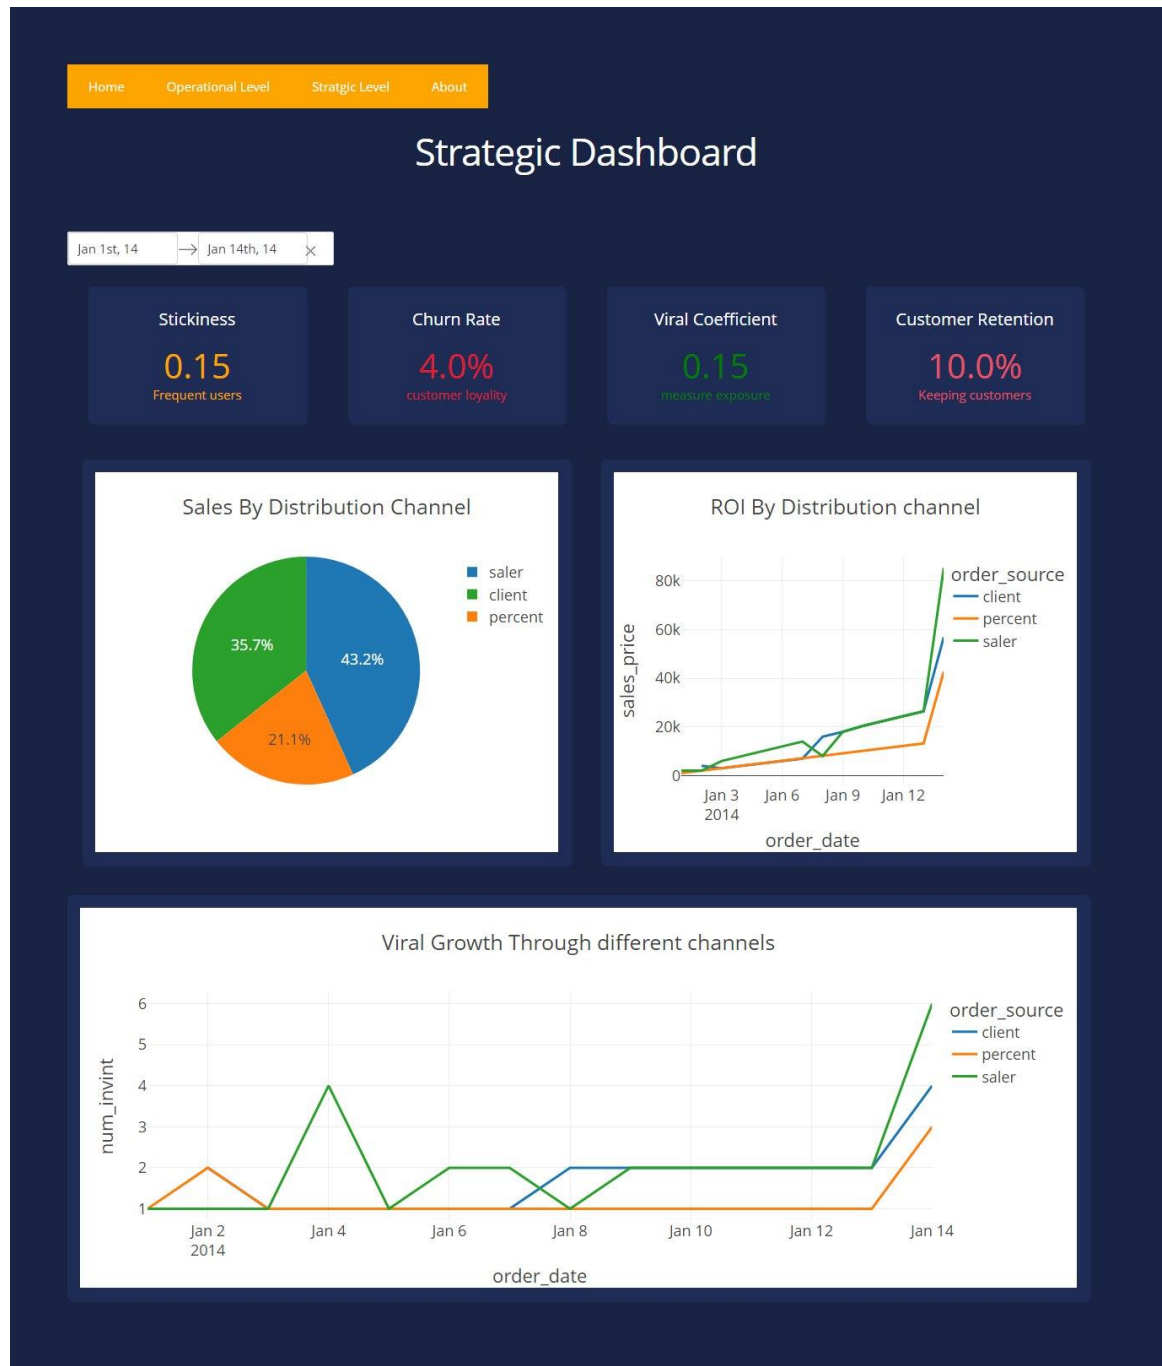 Home Operational Level Stratgic Level About
Strategic Dashboard
Jan 1st, 14 → Jan 14th, 14 ×
Stickiness
0.15
Frequent users
Churn Rate
4.0%
customer loyality
Viral Coefficient
0.15
measure exposure
Customer Retention
10.0%
Keeping customers
Sales By Distribution Channel
saler
client
percent
35.7%
43.2%
21.1%
ROI By Distribution channel
order_source
client
percent
saler
sales_price
80k
60k
40k
20k
0
Jan 3 Jan 6 Jan 9 Jan 12
2014
order_date
Viral Growth Through different channels
order_source
client
percent
saler
num_invint
6
5
4
3
2
1
Jan 2 Jan 4 Jan 6 Jan 8 Jan 10 Jan 12 Jan 14
2014
order_date